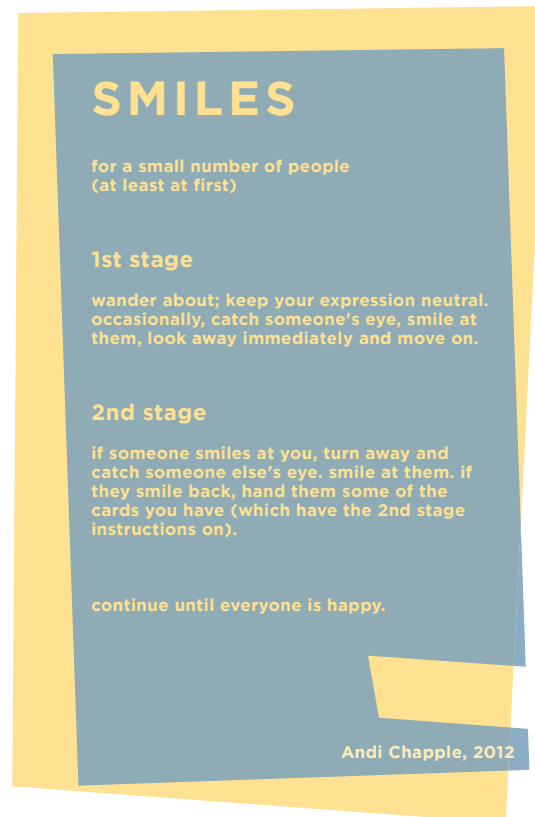 SMILES
for a small number of people
(at least at first)
1st stage
wander about; keep your expression neutral.
occasionally, catch someone's eye, smile at
them, look away immediately and move on.
2nd stage
if someone smiles at you, turn away and
catch someone else's eye. smile at them. if
they smile back, hand them some of the
cards you have (which have the 2nd stage
instructions on).
continue until everyone is happy.
Andi Chapple, 2012